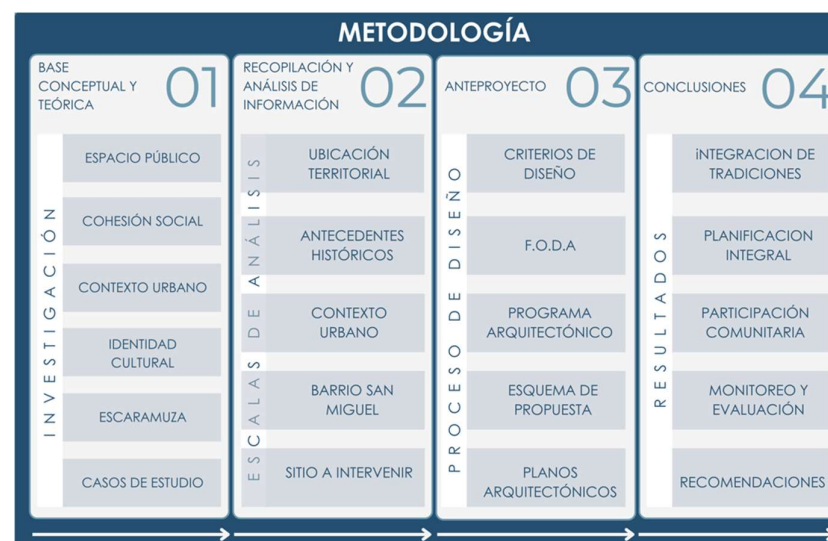 METODOLOGÍA
BASE
CONCEPTUAL Y
TEÓRICA
01
INVESTIGACIÓN
ESPACIO PÚBLICO
COHESIÓN SOCIAL
CONTEXTO URBANO
IDENTIDAD
CULTURAL
ESCARAMUZA
CASOS DE ESTUDIO
RECOPILACIÓN Y
ANÁLISIS DE
INFORMACIÓN
02
ESCALAS DE ANÁLISIS
UBICACIÓN
TERRITORIAL
ANTECEDENTES
HISTÓRICOS
CONTEXTO
URBANO
BARRIO SAN
MIGUEL
SITIO A INTERVENIR
ANTEPROYECTO
03
PROCESO DE DISEÑO
CRITERIOS DE
DISEÑO
F.O.D.A
PROGRAMA
ARQUITECTÓNICO
ESQUEMA DE
PROPUESTA
PLANOS
ARQUITECTÓNICOS
CONCLUSIONES
04
RESULTADOS
iNTEGRACION DE
TRADICIONES
PLANIFICACION
INTEGRAL
PARTICIPACIÓN
COMUNITARIA
MONITOREO Y
EVALUACIÓN
RECOMENDACIONES